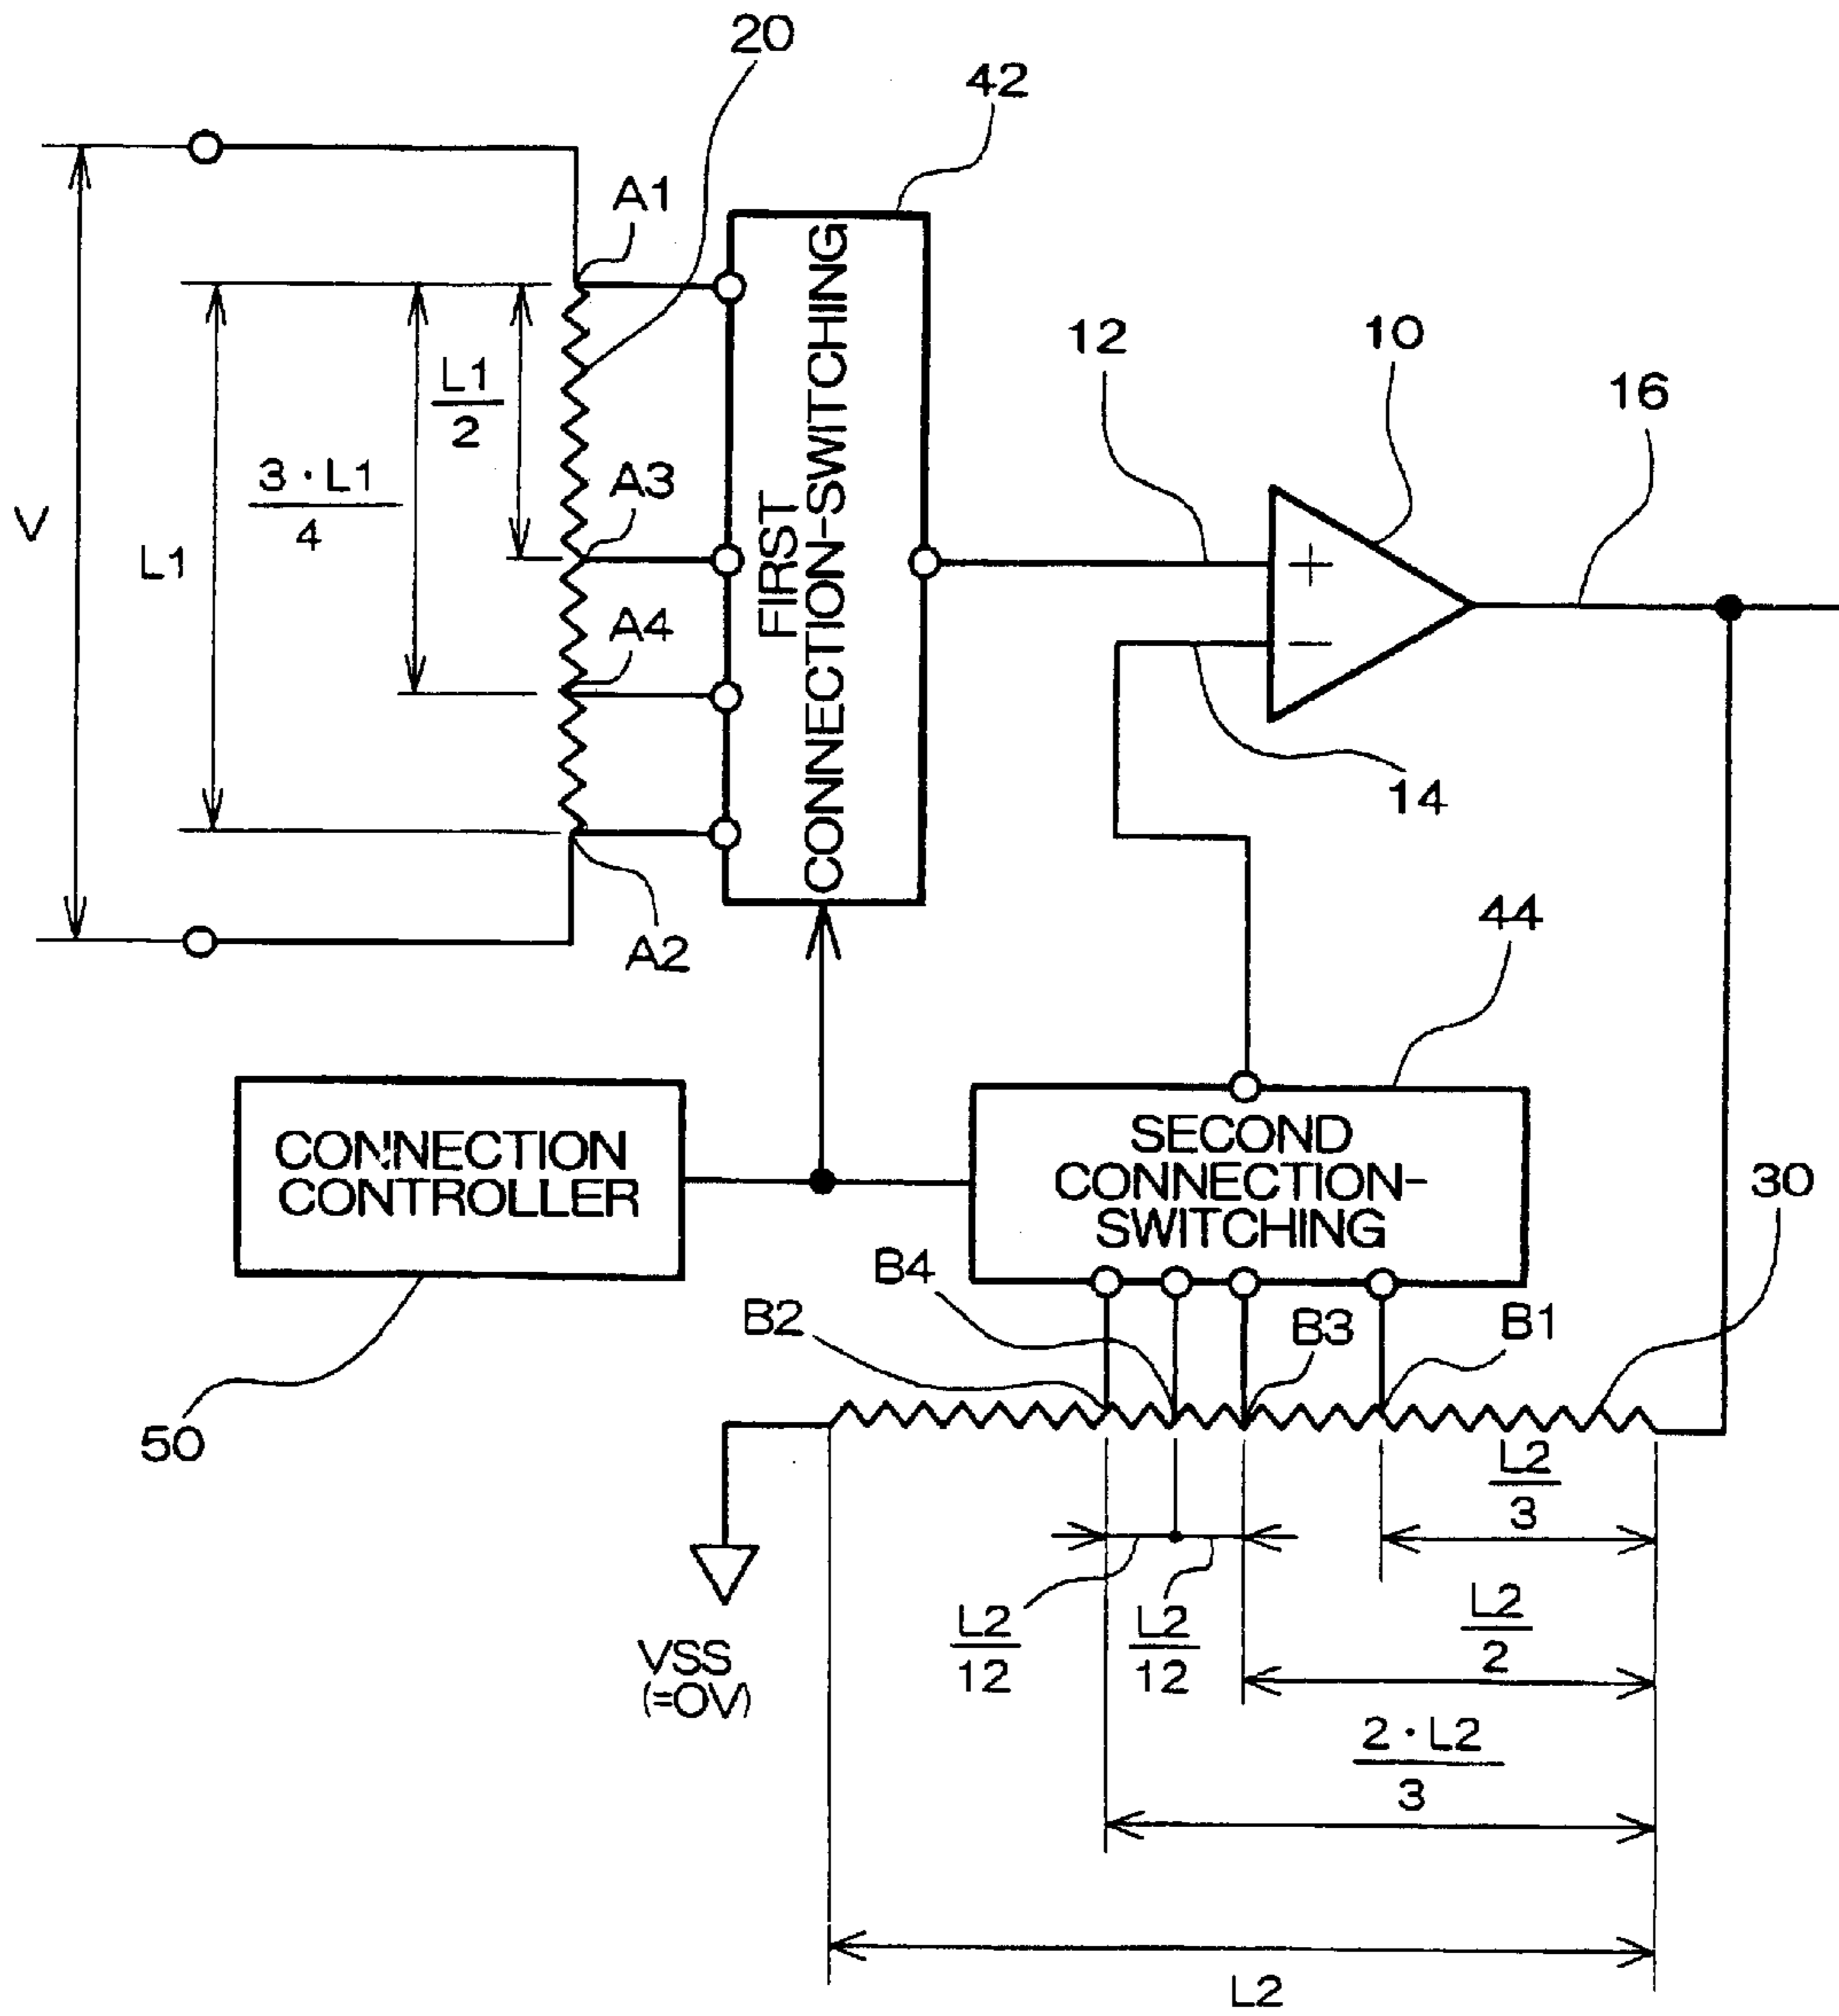 20
42
A1
L1
2
3・L1
4
V
L1
A3
A4
A2
FIRST
CONNECTION-SWITCHING
12
10
16
+
−
14
44
CONNECTION
CONTROLLER
SECOND
CONNECTION-
SWITCHING
30
B4
B2
B3
B1
50
L2
3
L2
12
L2
12
L2
2
VSS
(=0V)
2・L2
3
L2